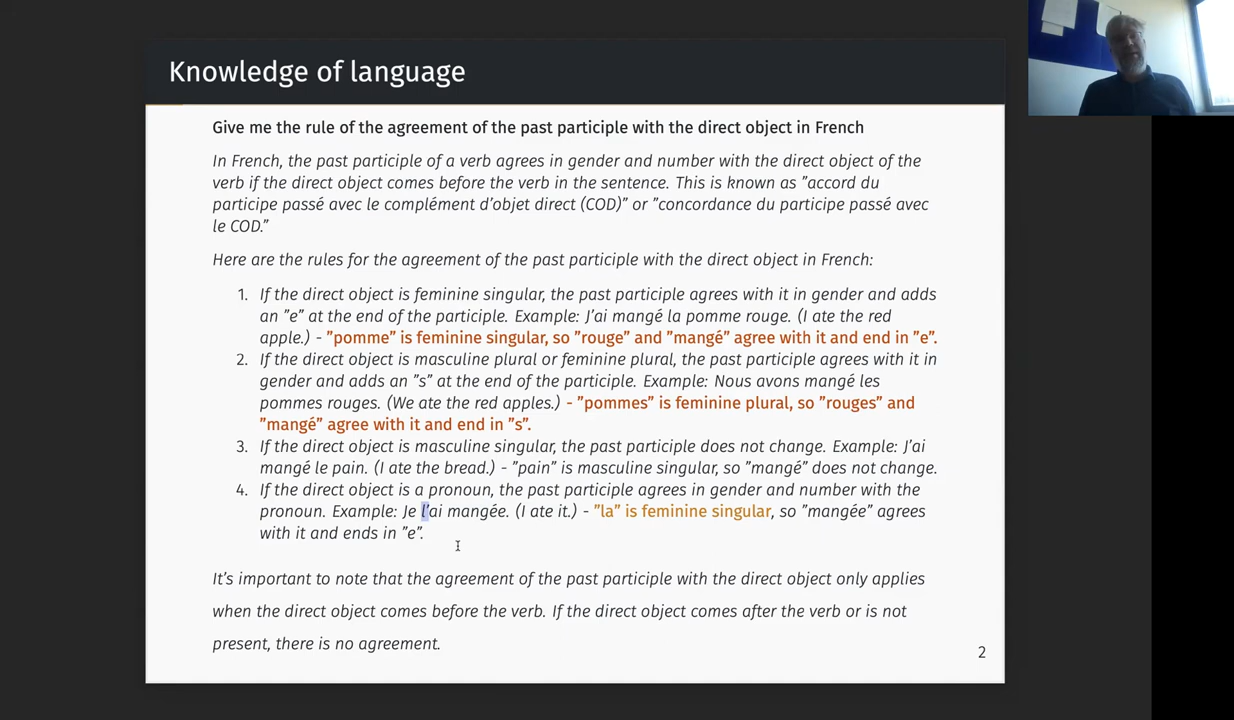 Knowledge of language
Give me the rule of the agreement of the past participle with the direct object in French
In French, the past participle of a verb agrees in gender and number with the direct object of the
verb if the direct object comes before the verb in the sentence. This is known as ”accord du
participe passé avec le complément d’objet direct (COD)” or ”concordance du participe passé avec
le COD.”
Here are the rules for the agreement of the past participle with the direct object in French:
1. If the direct object is feminine singular, the past participle agrees with it in gender and adds
an ”e” at the end of the participle. Example: J’ai mangé la pomme rouge. (I ate the red
apple.) - ”pomme” is feminine singular, so ”rouge” and ”mangé” agree with it and end in ”e”.
2. If the direct object is masculine plural or feminine plural, the past participle agrees with it in
gender and adds an ”s” at the end of the participle. Example: Nous avons mangé les
pommes rouges. (We ate the red apples.) - ”pommes” is feminine plural, so ”rouges” and
”mangé” agree with it and end in ”s”.
3. If the direct object is masculine singular, the past participle does not change. Example: J’ai
mangé le pain. (I ate the bread.) - ”pain” is masculine singular, so ”mangé” does not change.
4. If the direct object is a pronoun, the past participle agrees in gender and number with the
pronoun. Example: Je l’ai mangée. (I ate it.) - ”la” is feminine singular, so ”mangée” agrees
with it and ends in ”e”.
It’s important to note that the agreement of the past participle with the direct object only applies
when the direct object comes before the verb. If the direct object comes after the verb or is not
present, there is no agreement.
2